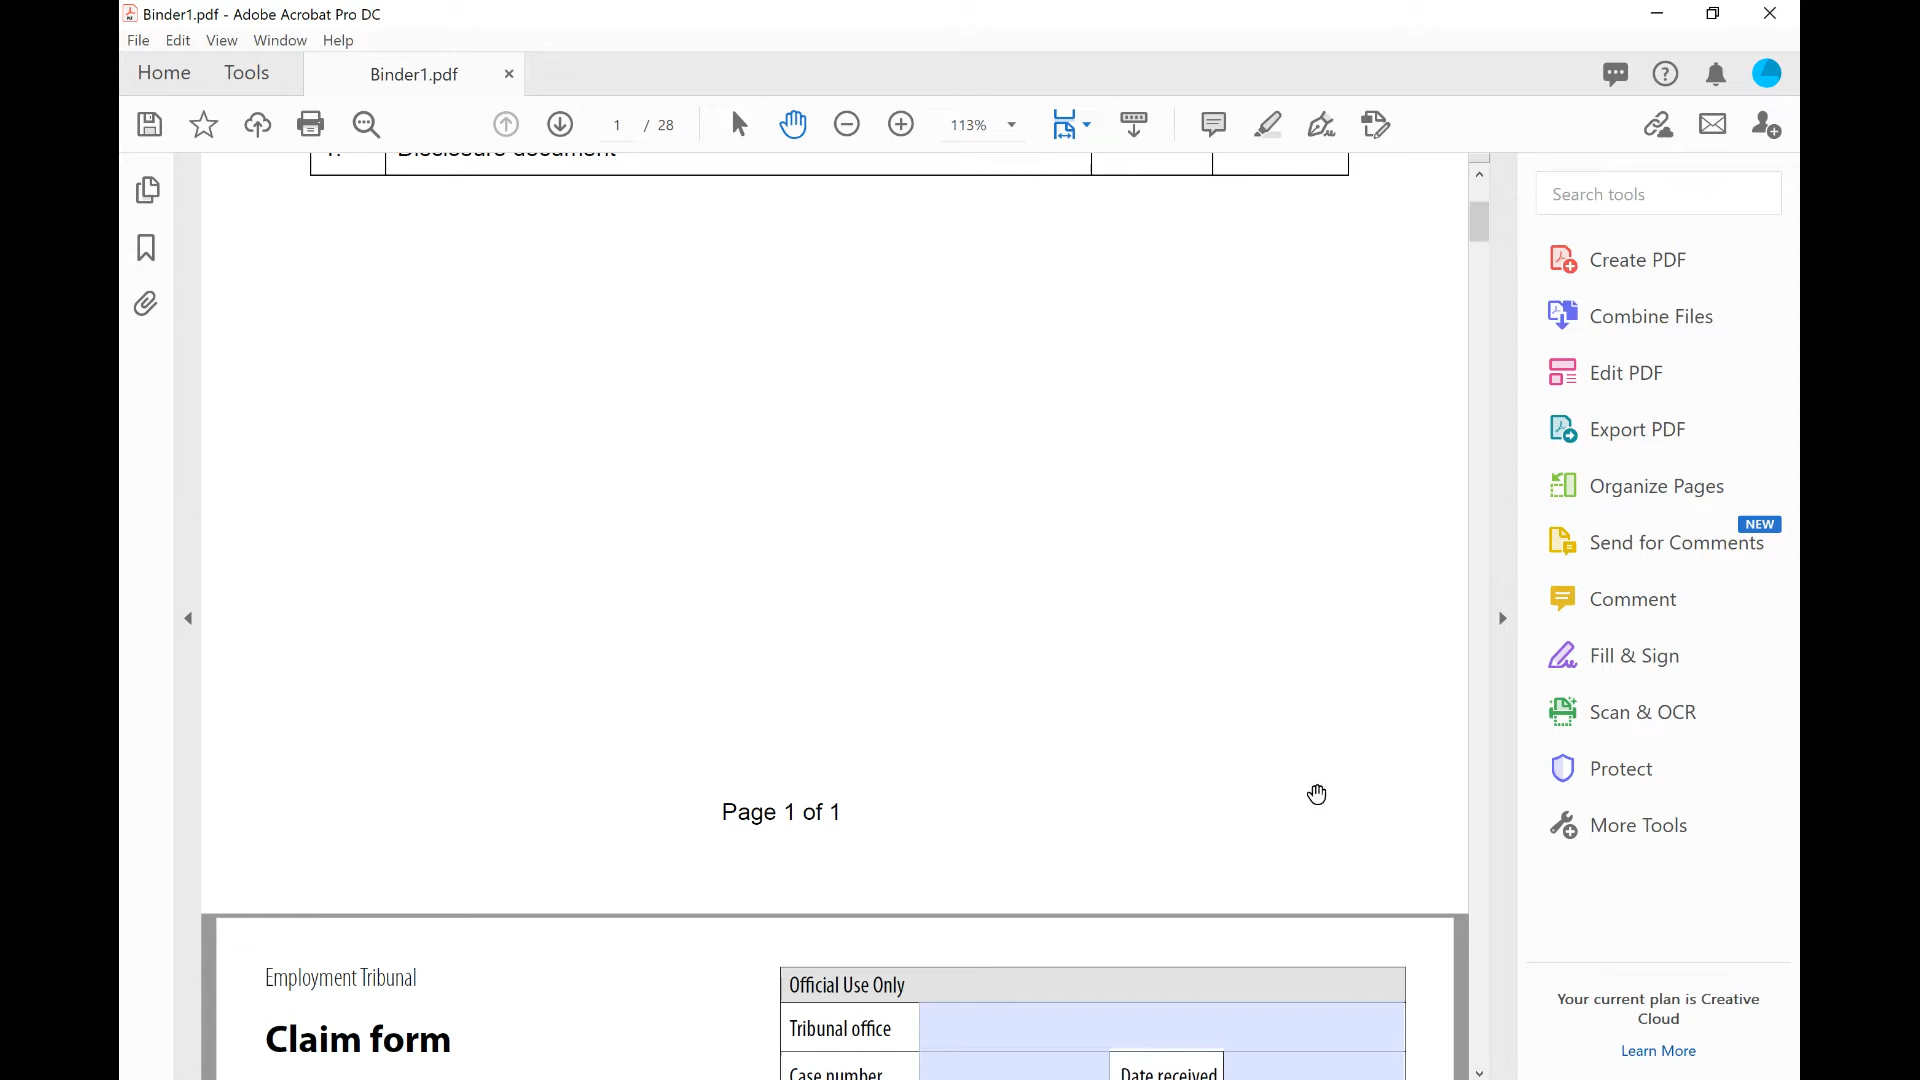 Binder1.pdf - Adobe Acrobat Pro DC
File Edit View Window Help
Home Tools Binder1.pdf ×
1 / 28 113%
Disclosure document
Search tools
Create PDF
Combine Files
Edit PDF
Export PDF
Organize Pages
NEW
Send for Comments
Comment
Fill & Sign
Scan & OCR
Protect
More Tools
Page 1 of 1
Employment Tribunal
Claim form
Official Use Only
Tribunal office
Case number Date received
Your current plan is Creative
Cloud
Learn More